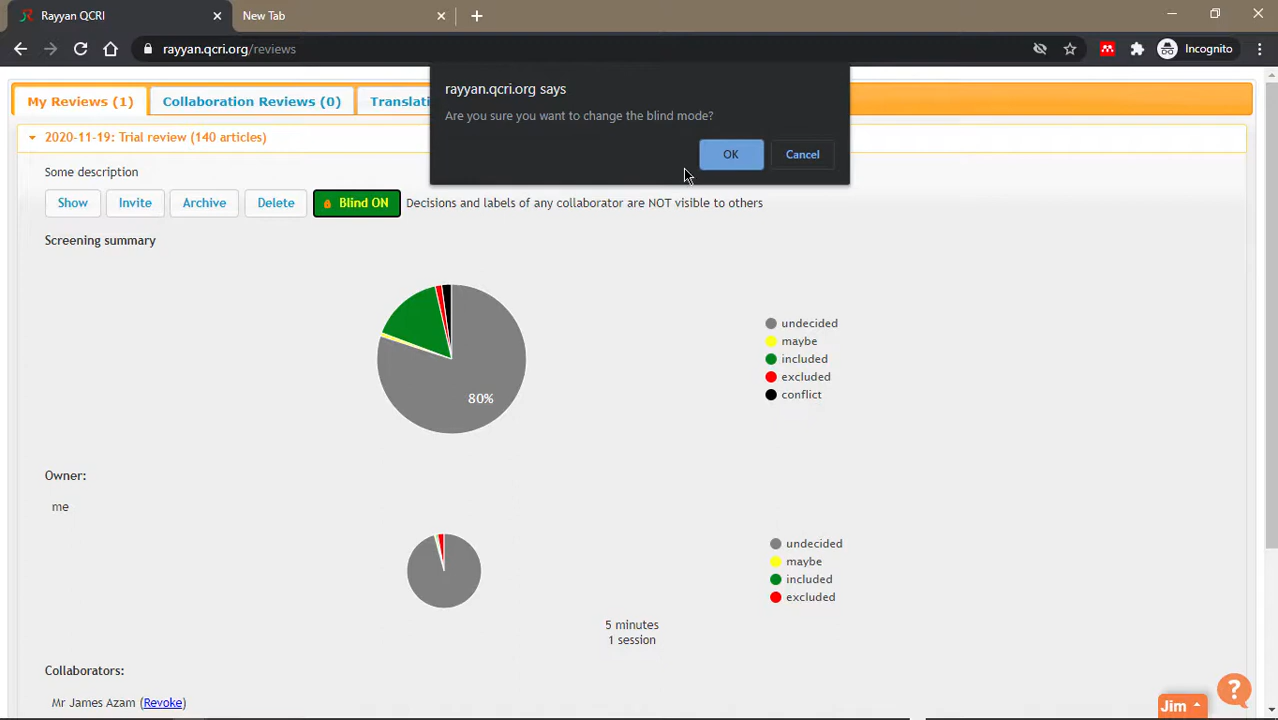 Rayyan QCRI
New Tab
rayyan.qcri.org/reviews
Incognito
rayyan.qcri.org says
Are you sure you want to change the blind mode?
OK
Cancel
My Reviews (1)
Collaboration Reviews (0)
Translati
2020-11-19: Trial review (140 articles)
Some description
Show
Invite
Archive
Delete
Blind ON
Decisions and labels of any collaborator are NOT visible to others
Screening summary
80%
undecided
maybe
included
excluded
conflict
Owner:
me
undecided
maybe
included
excluded
5 minutes
1 session
Collaborators:
Mr James Azam (Revoke)
?
Jim